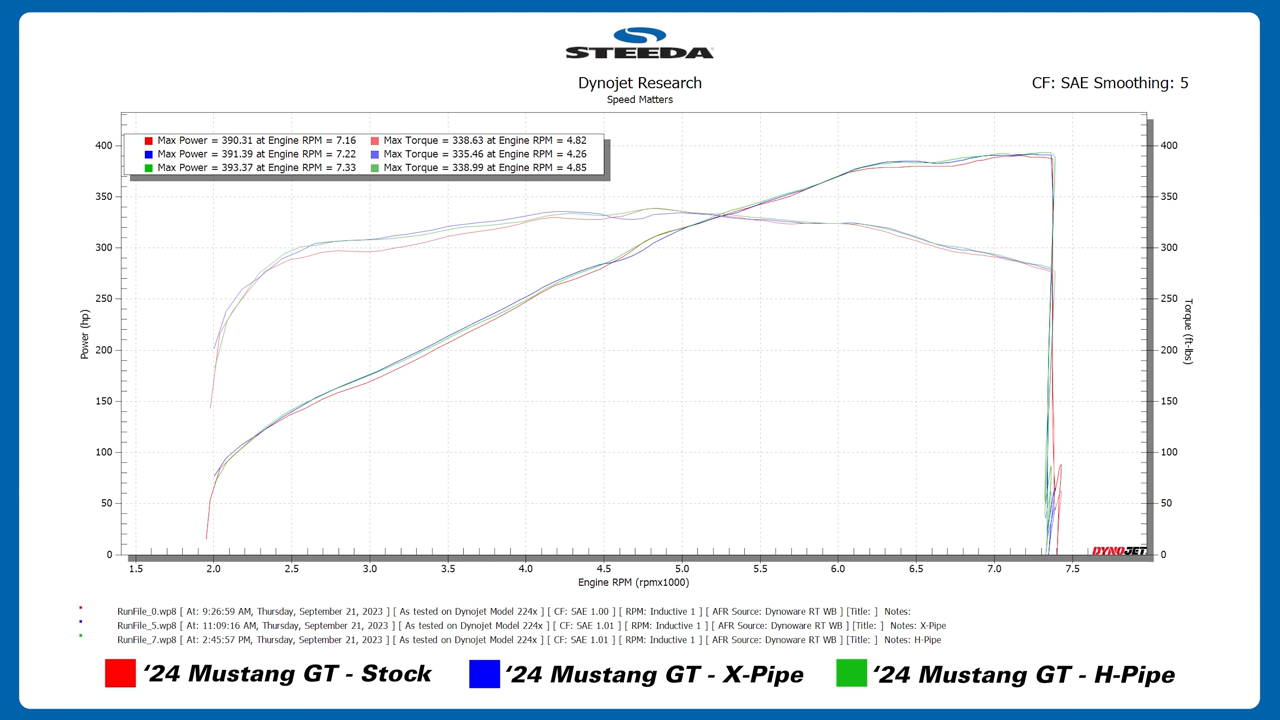 STEEDA
Dynojet Research
CF: SAE Smoothing: 5
Speed Matters
Max Power = 390.31 at Engine RPM = 7.16 Max Torque = 338.63 at Engine RPM = 4.82
Max Power = 391.39 at Engine RPM = 7.22 Max Torque = 335.46 at Engine RPM = 4.26
Max Power = 393.37 at Engine RPM = 7.33 Max Torque = 338.99 at Engine RPM = 4.85
400
350
300
250
200
150
100
50
0
Power (hp)
400
350
300
250
200
150
100
50
0
Torque (ft-lbs)
DYNOJET
1.5 2.0 2.5 3.0 3.5 4.0 4.5 5.0 5.5 6.0 6.5 7.0 7.5
Engine RPM (rpmx1000)
RunFile_0.wp8 [ At: 9:26:59 AM, Thursday, September 21, 2023 ] [ As tested on Dynojet Model 224x ] [ CF: SAE 1.00 ] [ RPM: Inductive 1 ] [ AFR Source: Dynoware RT WB ] [Title: ] Notes:
RunFile_5.wp8 [ At: 11:09:16 AM, Thursday, September 21, 2023 ] [ As tested on Dynojet Model 224x ] [ CF: SAE 1.01 ] [ RPM: Inductive 1 ] [ AFR Source: Dynoware RT WB ] [Title: ] Notes: X-Pipe
RunFile_7.wp8 [ At: 2:45:57 PM, Thursday, September 21, 2023 ] [ As tested on Dynojet Model 224x ] [ CF: SAE 1.01 ] [ RPM: Inductive 1 ] [ AFR Source: Dynoware RT WB ] [Title: ] Notes: H-Pipe
‘24 Mustang GT - Stock ‘24 Mustang GT - X-Pipe ‘24 Mustang GT - H-Pipe